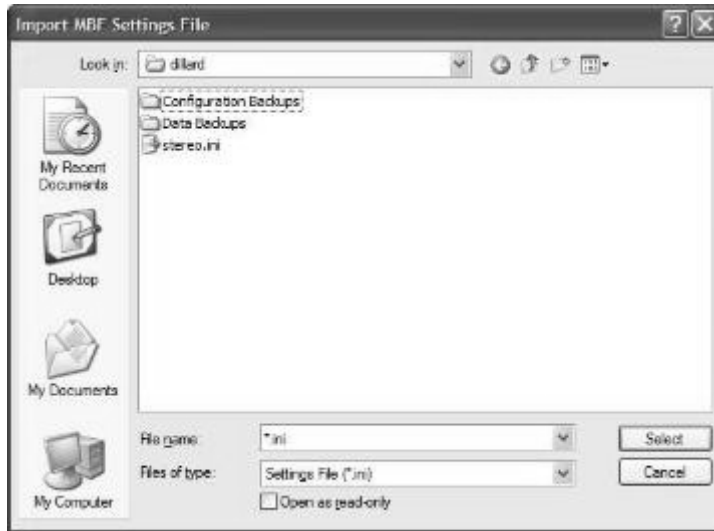 Import MBF Settings File
Look in: dillard
Configuration Backups
Data Backups
stereo.ini
My Recent
Documents
Desktop
My Documents
My Computer
File name: *.ini Select
Files of type: Settings File (*.ini) Cancel
Open as read-only